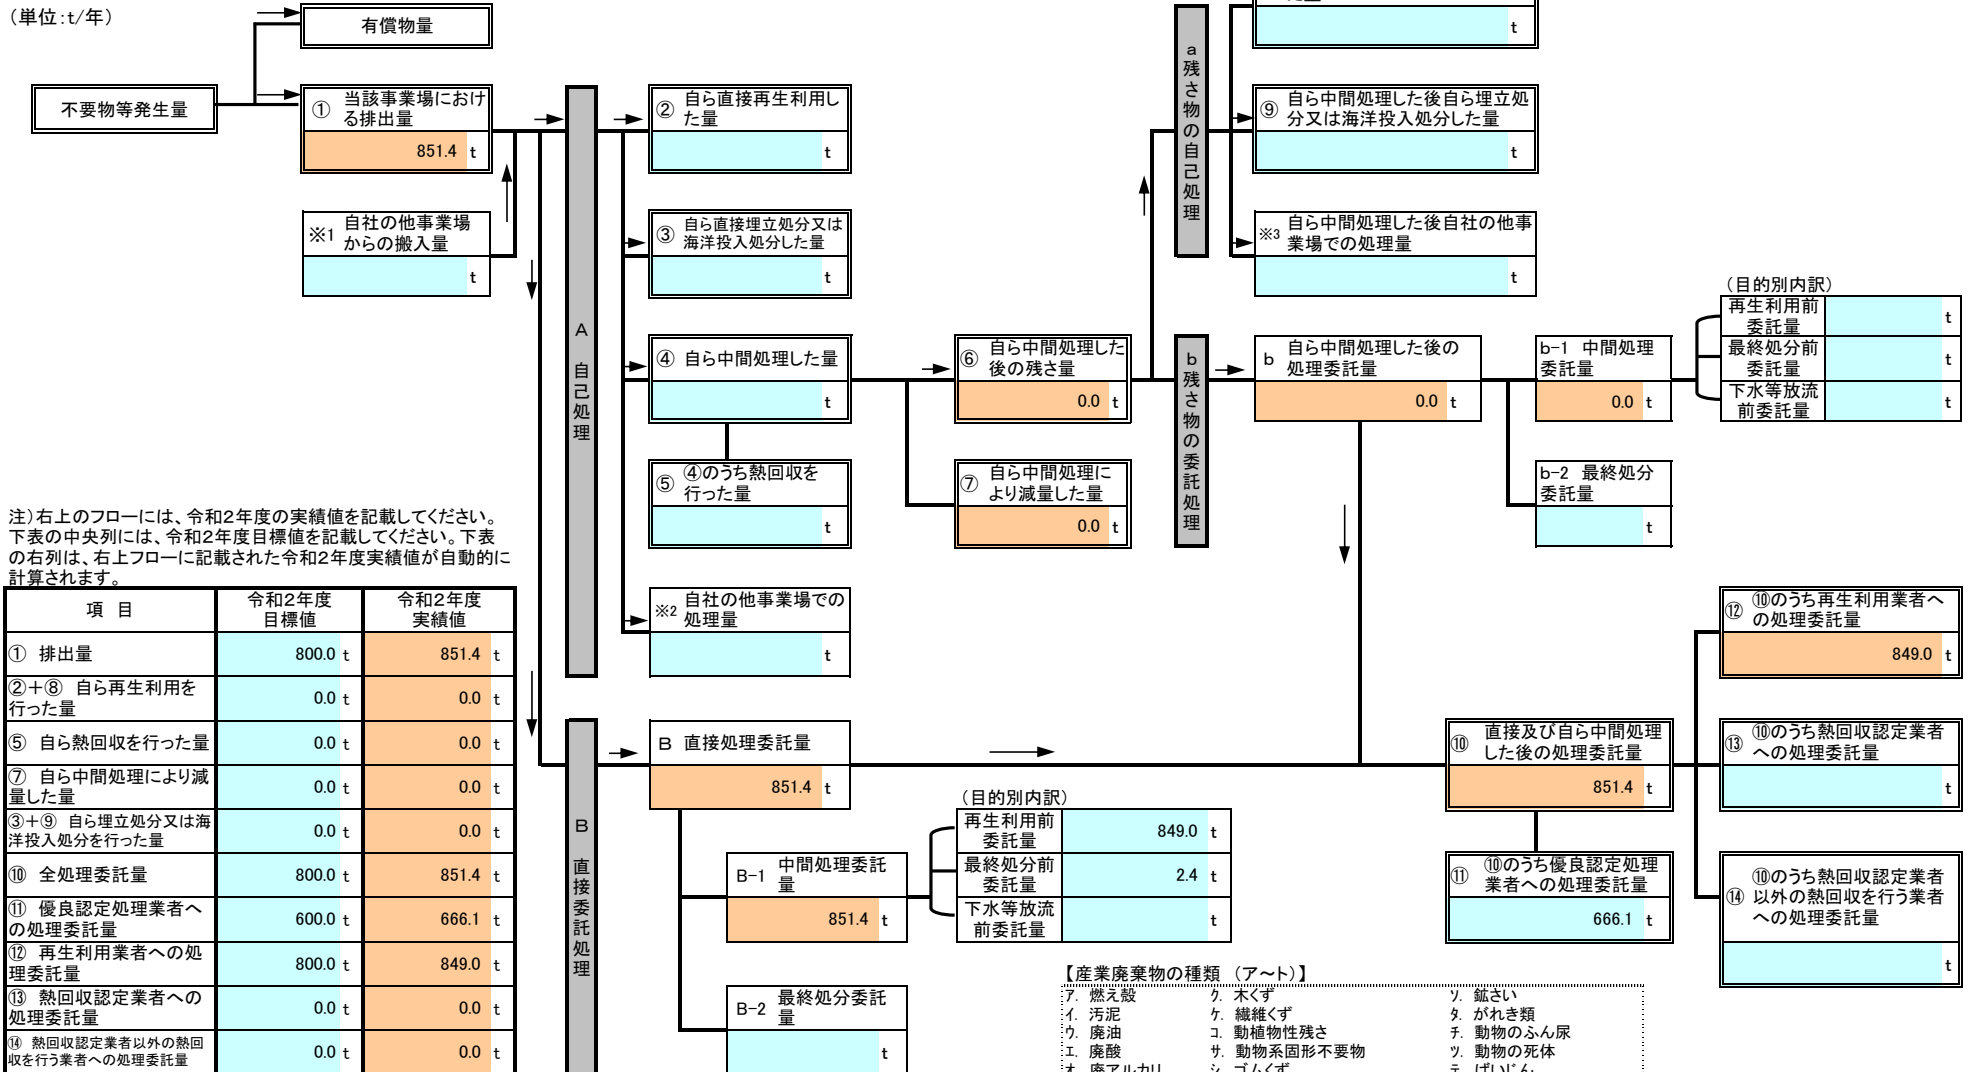 (単位:t/年)
有償物量
不要物等発生量
① 当該事業場におけ
る排出量
851.4 t
※1 自社の他事業場
からの搬入量
t
A 自己処理
② 自ら直接再生利用し
た量
t
③ 自ら直接埋立処分又は
海洋投入処分した量
t
④ 自ら中間処理した量
t
⑤ ④のうち熱回収を
行った量
t
※2 自社の他事業場での
処理量
t
⑥ 自ら中間処理した
後の残さ量
0.0 t
⑦ 自ら中間処理に
より減量した量
0.0 t
a 残さ物の自己処理
t
⑨ 自ら中間処理した後自ら埋立処
分又は海洋投入処分した量
t
※3 自ら中間処理した後自社の他事
業場での処理量
t
b 残さ物の委託処理
b 自ら中間処理した後の
処理委託量
0.0 t
b-1 中間処理
委託量
0.0 t
b-2 最終処分
委託量
t
(目的別内訳)
再生利用前
委託量
t
最終処分前
委託量
t
下水等放流
前委託量
t
注)右上のフローには、令和2年度の実績値を記載してください。
下表の中央列には、令和2年度目標値を記載してください。下表
の右列は、右上フローに記載された令和2年度実績値が自動的に
計算されます。
項 目
令和2年度
目標値
令和2年度
実績値
① 排出量 800.0 t 851.4 t
②+⑧ 自ら再生利用を
行った量
0.0 t 0.0 t
⑤ 自ら熱回収を行った量 0.0 t 0.0 t
⑦ 自ら中間処理により減
量した量
0.0 t 0.0 t
③+⑨ 自ら埋立処分又は海
洋投入処分を行った量
0.0 t 0.0 t
⑩ 全処理委託量 800.0 t 851.4 t
⑪ 優良認定処理業者へ
の処理委託量
600.0 t 666.1 t
⑫ 再生利用業者への処
理委託量
800.0 t 849.0 t
⑬ 熱回収認定業者への
処理委託量
0.0 t 0.0 t
⑭ 熱回収認定業者以外の熱回
収を行う業者への処理委託量
0.0 t 0.0 t
B 直接委託処理
B 直接処理委託量
851.4 t
B-1 中間処理委託
量
851.4 t
B-2 最終処分委託
量
t
(目的別内訳)
再生利用前
委託量
849.0 t
最終処分前
委託量
2.4 t
下水等放流
前委託量
t
⑩ 直接及び自ら中間処理
した後の処理委託量
851.4 t
⑪ ⑩のうち優良認定処理
業者への処理委託量
666.1 t
⑫ ⑩のうち再生利用業者へ
の処理委託量
849.0 t
⑬ ⑩のうち熱回収認定業者
への処理委託量
t
⑭ ⑩のうち熱回収認定業者
以外の熱回収を行う業者
への処理委託量
t
【産業廃棄物の種類 (ア~ト)】
ア. 燃え殻 ク. 木くず ソ. 鉱さい
イ. 汚泥 ケ. 繊維くず タ. がれき類
ウ. 廃油 コ. 動植物性残さ チ. 動物のふん尿
エ. 廃酸 サ. 動物系固形不要物 ツ. 動物の死体
オ. 廃アルカリ シ. ゴムくず テ. ばいじん